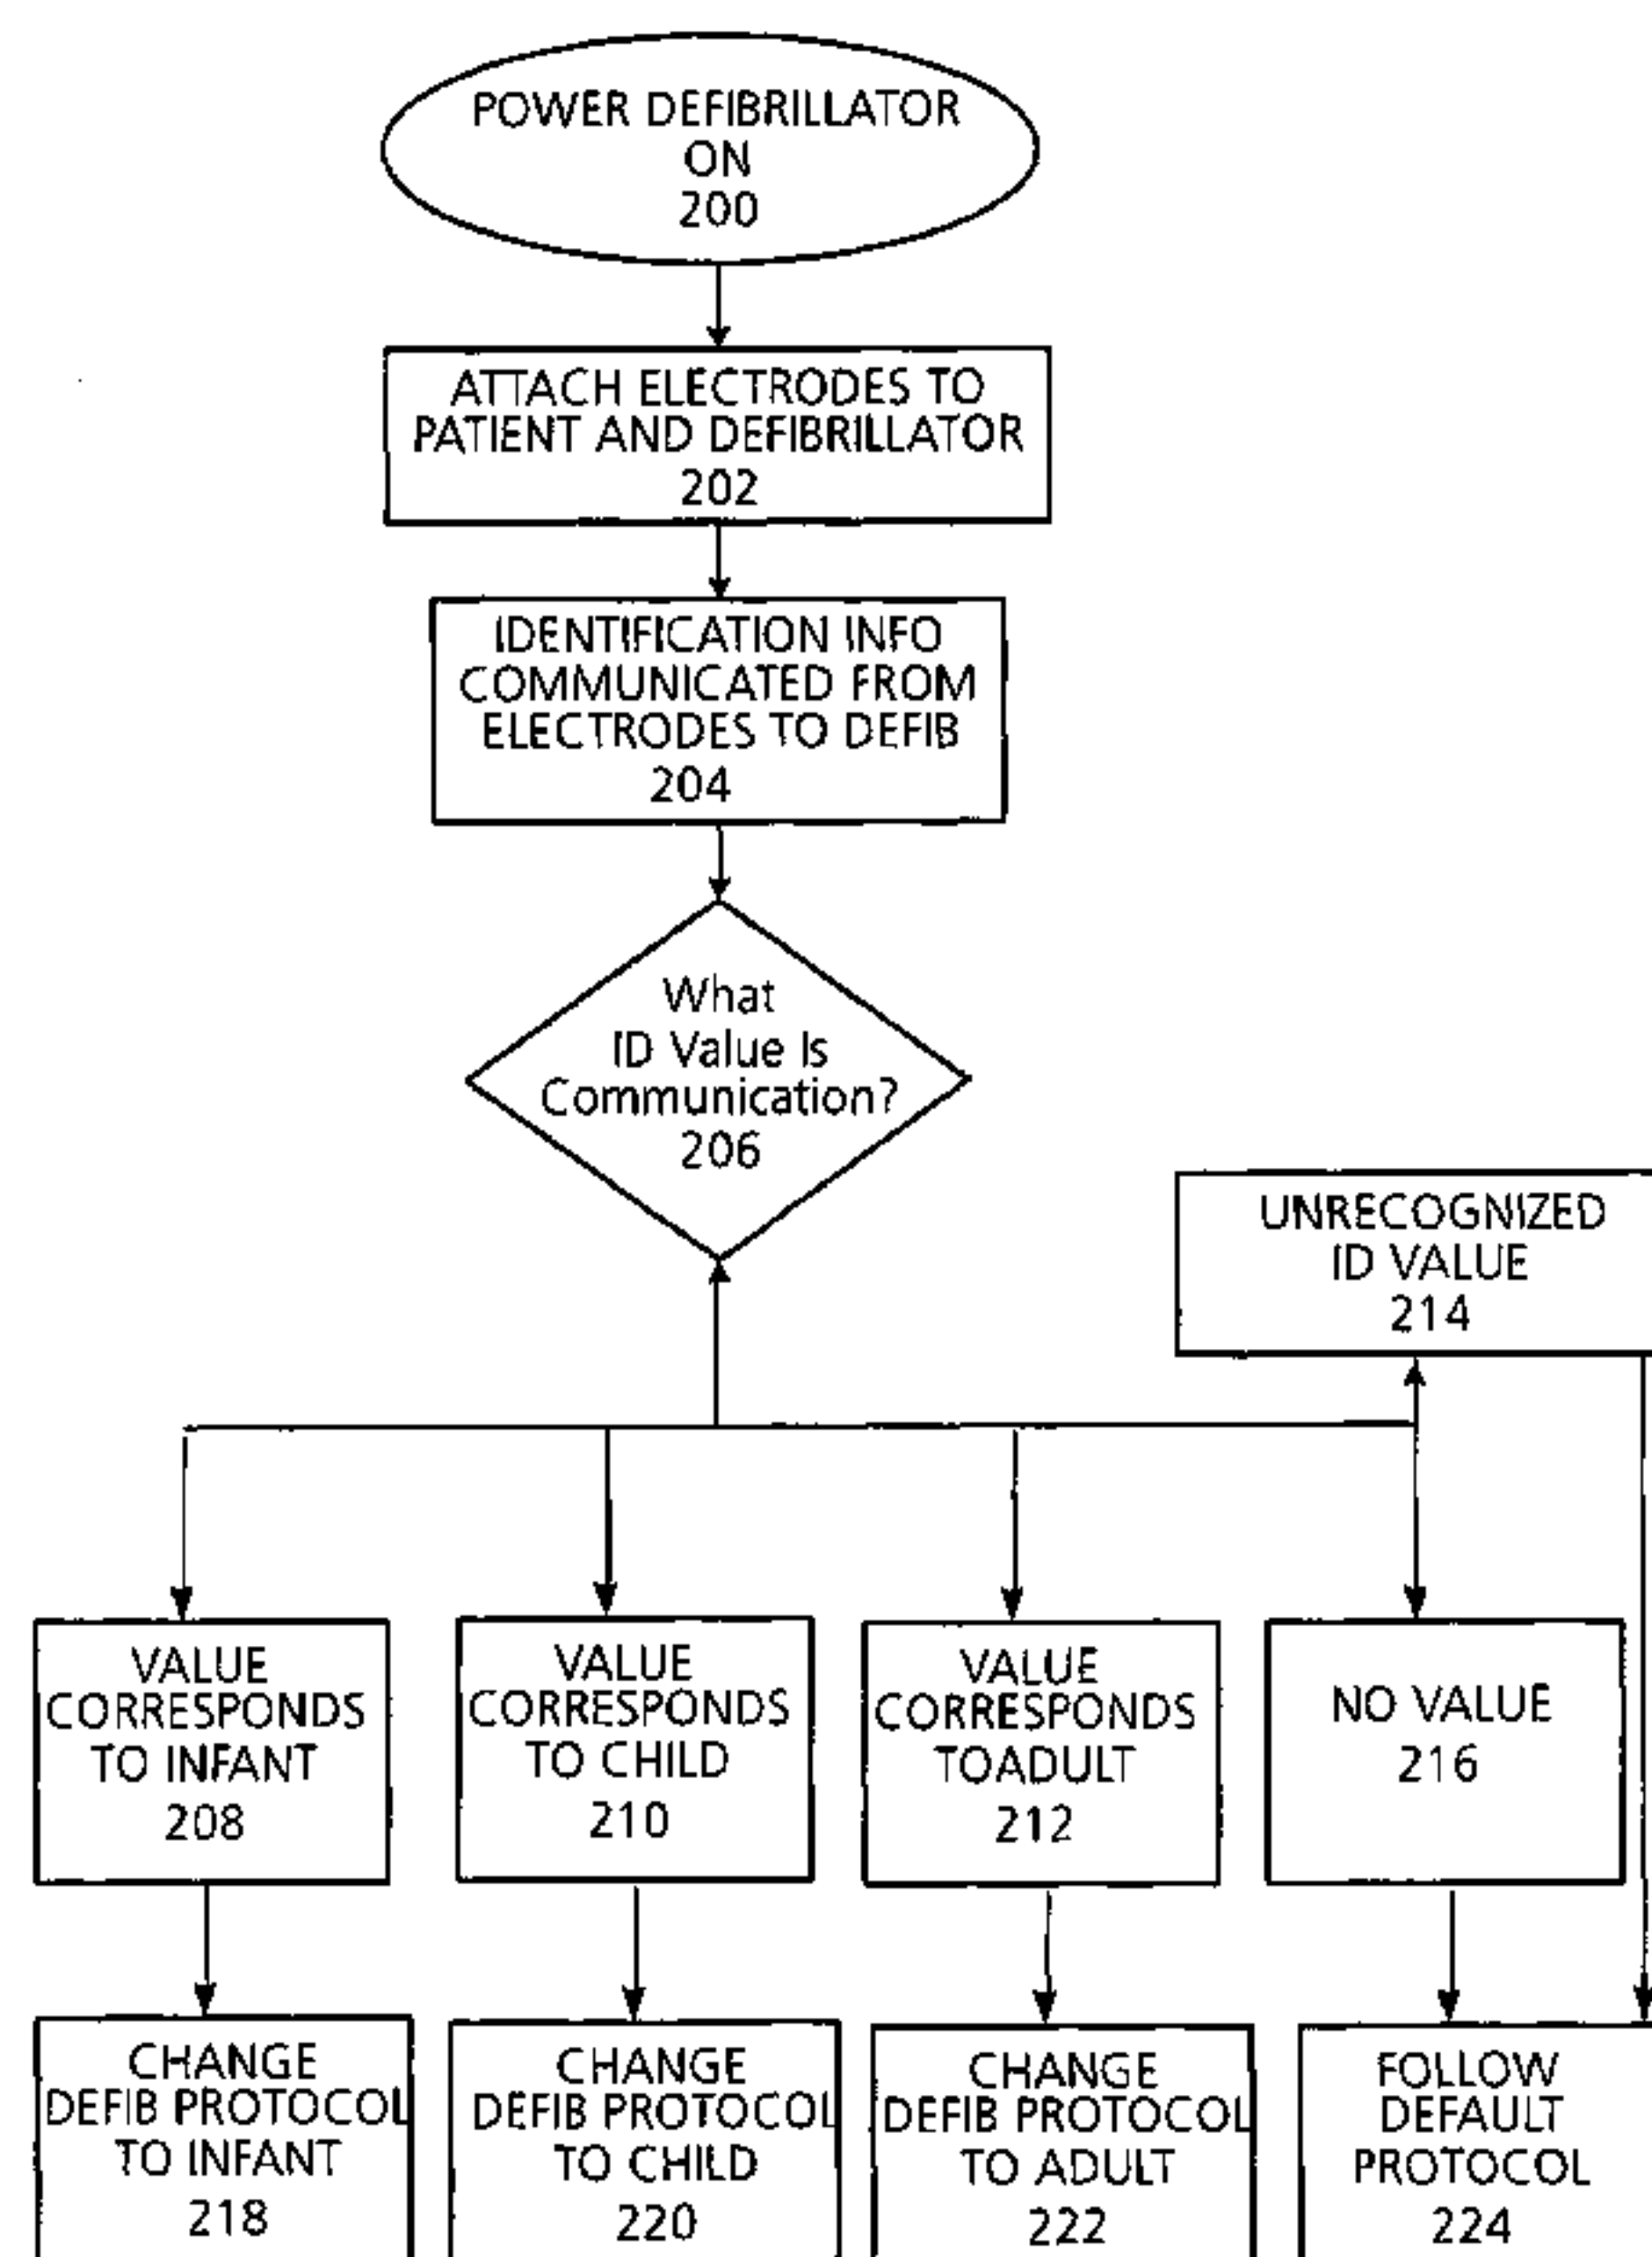 POWER DEFIBRILLATOR
ON
200
ATTACH ELECTRODES TO
PATIENT AND DEFIBRILLATOR
202
IDENTIFICATION INFO
COMMUNICATED FROM
ELECTRODES TO DEFIB
204
What
ID Value Is
Communication?
206
UNRECOGNIZED
ID VALUE
214
VALUE
CORRESPONDS
TO INFANT
208
VALUE
CORRESPONDS
TO CHILD
210
VALUE
CORRESPONDS
TOADULT
212
NO VALUE
216
CHANGE
DEFIB PROTOCOL
TO INFANT
218
CHANGE
DEFIB PROTOCOL
TO CHILD
220
CHANGE
DEFIB PROTOCOL
TO ADULT
222
FOLLOW
DEFAULT
PROTOCOL
224